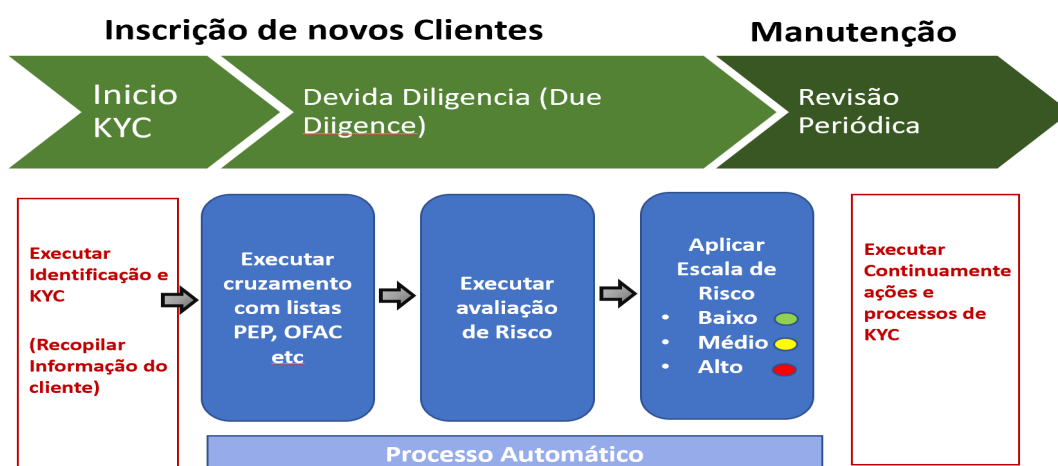 Inscrição de novos Clientes
Manutenção
Inicio
KYC
Devida Diligencia (Due
Diigence)
Revisão
Periódica
Executar
Identificação e
KYC
(Recopilar
Informação do
cliente)
Executar
cruzamento
com listas
PEP, OFAC
etc
Executar
avaliação
de Risco
Aplicar
Escala de
Risco
• Baixo
• Médio
• Alto
Executar
Continuamente
ações e
processos de
KYC
Processo Automático